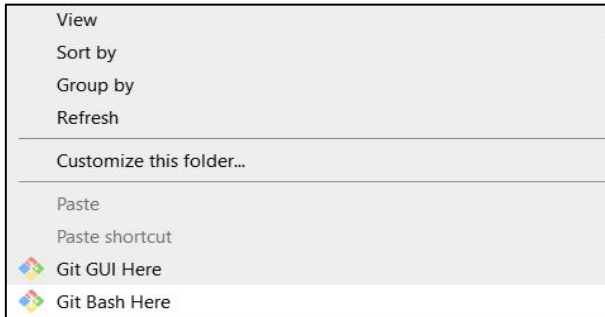 View
Sort by
Group by
Refresh
Customize this folder...
Paste
Paste shortcut
Git GUI Here
Git Bash Here